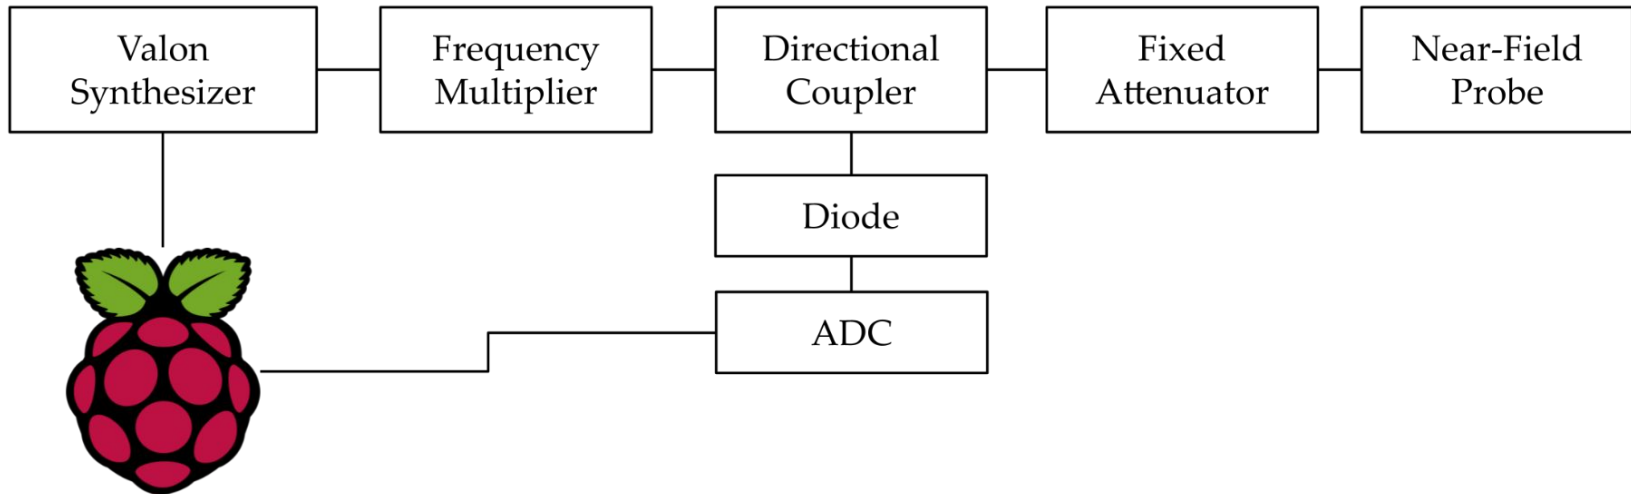 Valon
Synthesizer
Frequency
Multiplier
Directional
Coupler
Fixed
Attenuator
Near-Field
Probe
Diode
ADC